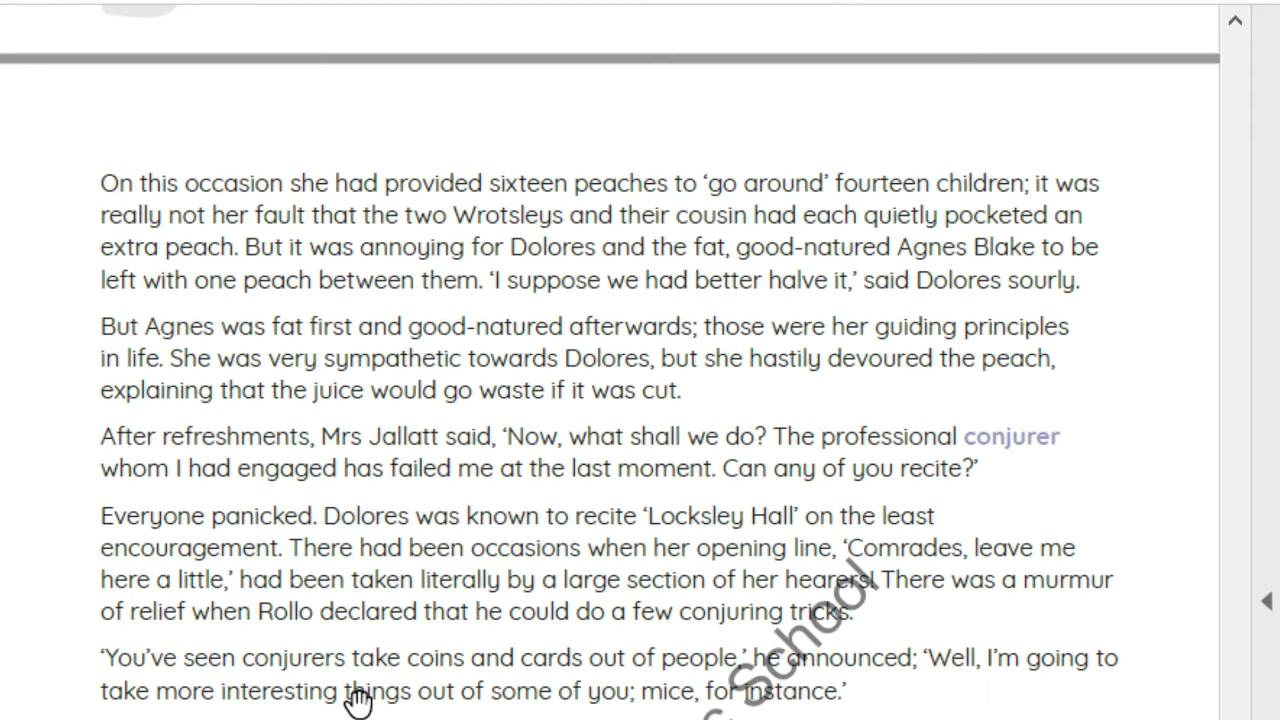 On this occasion she had provided sixteen peaches to ‘go around’ fourteen children; it was
really not her fault that the two Wrotsleys and their cousin had each quietly pocketed an
extra peach. But it was annoying for Dolores and the fat, good-natured Agnes Blake to be
left with one peach between them. ‘I suppose we had better halve it,’ said Dolores sourly.
But Agnes was fat first and good-natured afterwards; those were her guiding principles
in life. She was very sympathetic towards Dolores, but she hastily devoured the peach,
explaining that the juice would go waste if it was cut.
After refreshments, Mrs Jallatt said, ‘Now, what shall we do? The professional conjurer
whom I had engaged has failed me at the last moment. Can any of you recite?’
Everyone panicked. Dolores was known to recite ‘Locksley Hall’ on the least
encouragement. There had been occasions when her opening line, ‘Comrades, leave me
here a little,’ had been taken literally by a large section of her hearers! There was a murmur
of relief when Rollo declared that he could do a few conjuring tricks.
‘You’ve seen conjurers take coins and cards out of people,’ he announced; ‘Well, I’m going to
take more interesting things out of some of you; mice, for instance.’
School